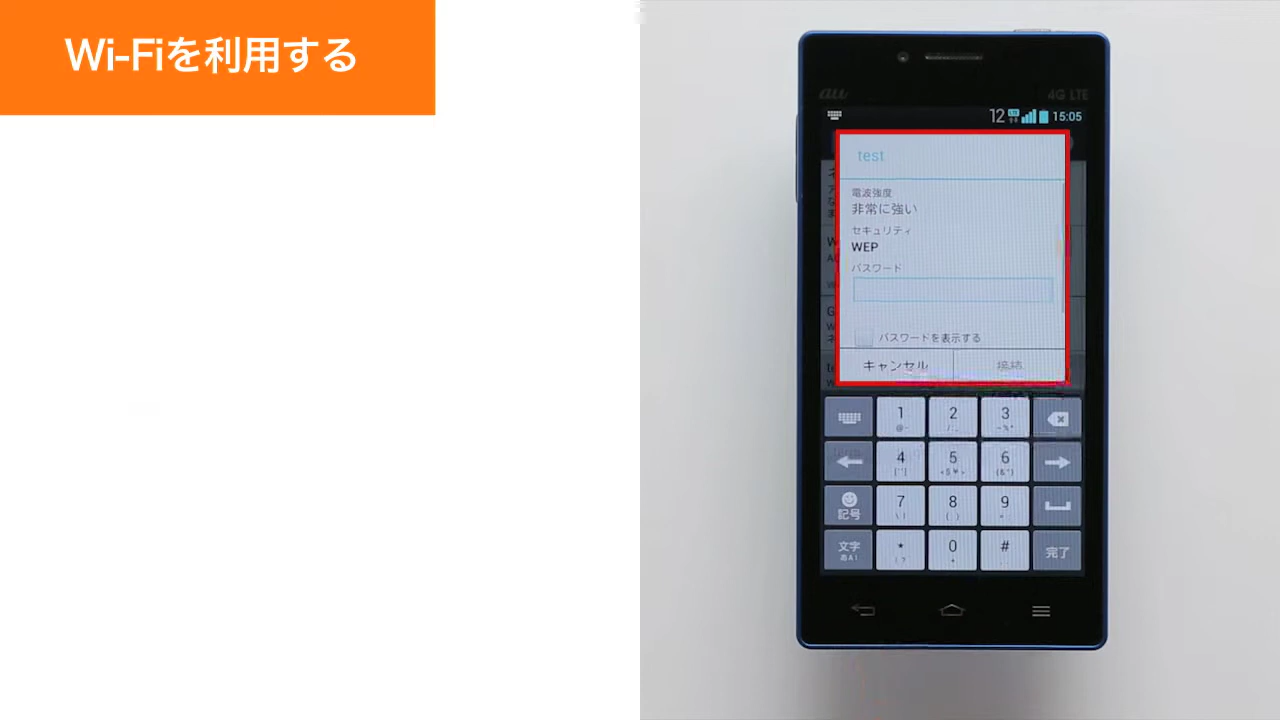 Wi-Fiを利用する
au
4G LTE
12
15:05
test
電波強度
非常に強い
セキュリティ
WEP
パスワード
パスワードを表示する
キャンセル
接続
1
2
3
4
5
6
記号
7
8
9
文字
あA1
*
0
#
完了